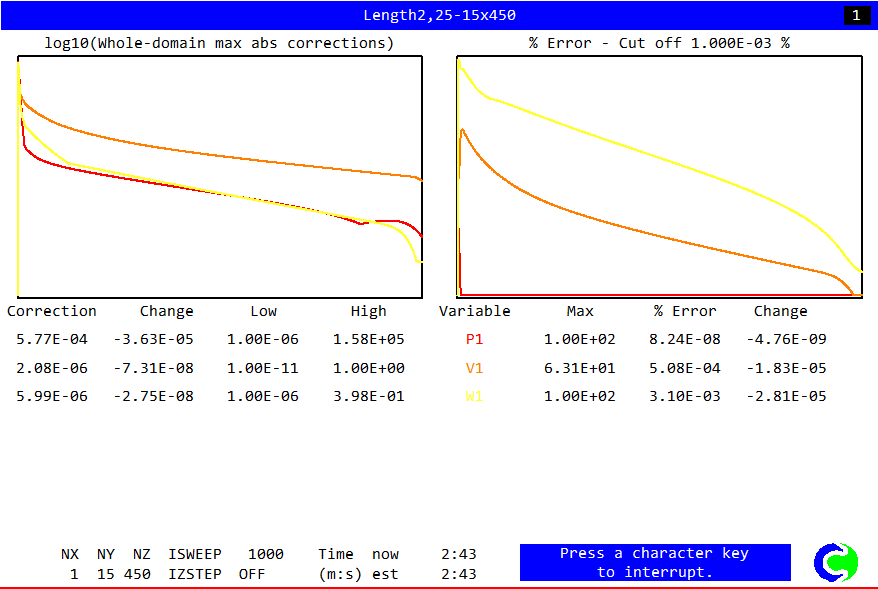 Length2,25-15x450 1
log10(Whole-domain max abs corrections) % Error - Cut off 1.000E-03 %
Correction Change Low High Variable Max % Error Change
5.77E-04 -3.63E-05 1.00E-06 1.58E+05 P1 1.00E+02 8.24E-08 -4.76E-09
2.08E-06 -7.31E-08 1.00E-11 1.00E+00 V1 6.31E+01 5.08E-04 -1.83E-05
5.99E-06 -2.75E-08 1.00E-06 3.98E-01 W1 1.00E+02 3.10E-03 -2.81E-05
NX NY NZ ISWEEP 1000 Time now 2:43 Press a character key
1 15 450 IZSTEP OFF (m:s) est 2:43 to interrupt.